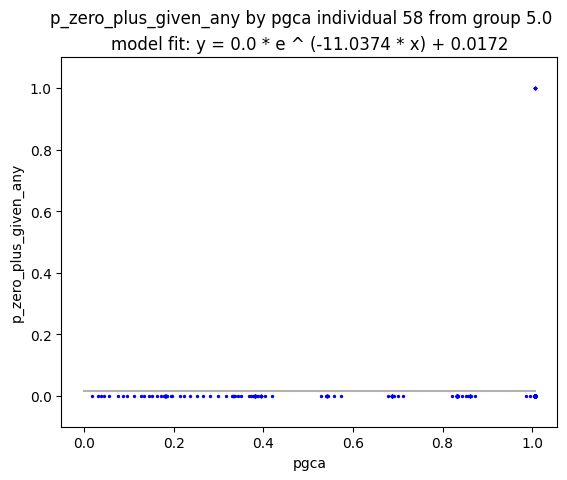 p_zero_plus_given_any by pgca individual 58 from group 5.0
model fit: y = 0.0 * e ^ (-11.0374 * x) + 0.0172
1.0
0.8
0.6
0.4
0.2
0.0
p_zero_plus_given_any
0.0 0.2 0.4 0.6 0.8 1.0
pgca